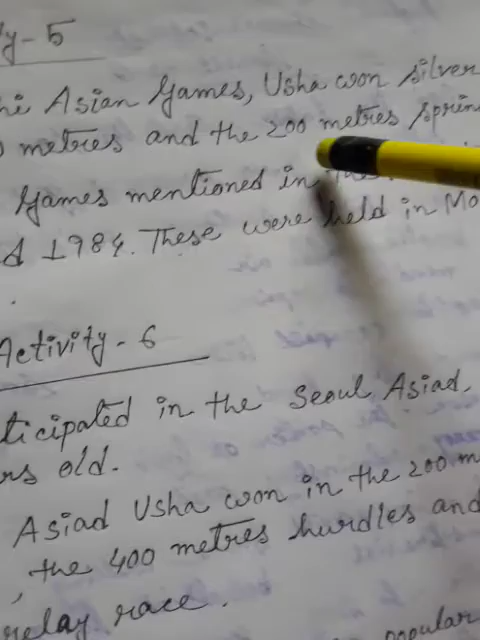 y-5
hi Asian Games, Usha won silver
metres and the 200 metres sprin
Games mentioned in the
d 1984. These were held in Mo
Activity-6
ticipated in the Seoul Asiad,
rs old.
Asiad Usha won in the 200 m
, the 400 metres hurdles and
relay race.
popular